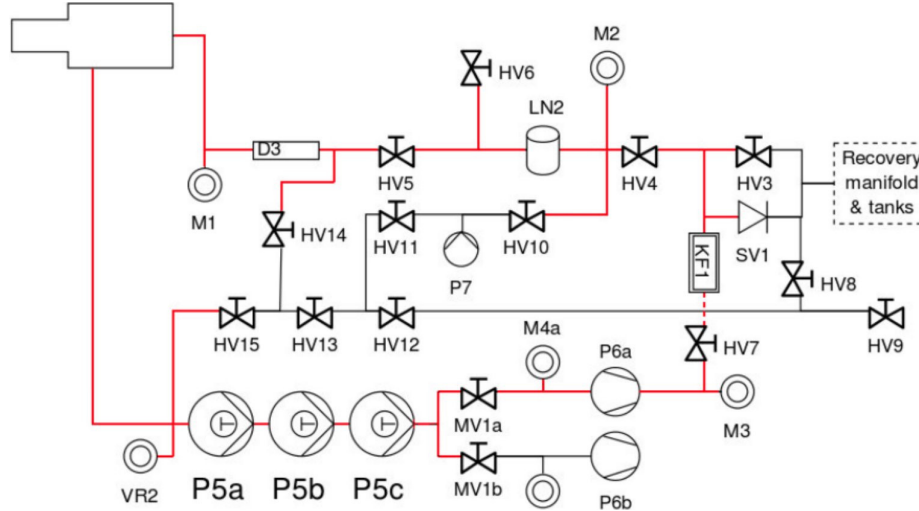 M2
HV6
LN2
D3
HV5
HV4
HV3
Recovery
manifold
& tanks
M1
HV14
HV11
HV10
P7
KF1
SV1
HV8
HV15
HV13
HV12
M4a
P6a
HV7
HV9
MV1a
M3
VR2
P5a
P5b
P5c
MV1b
P6b